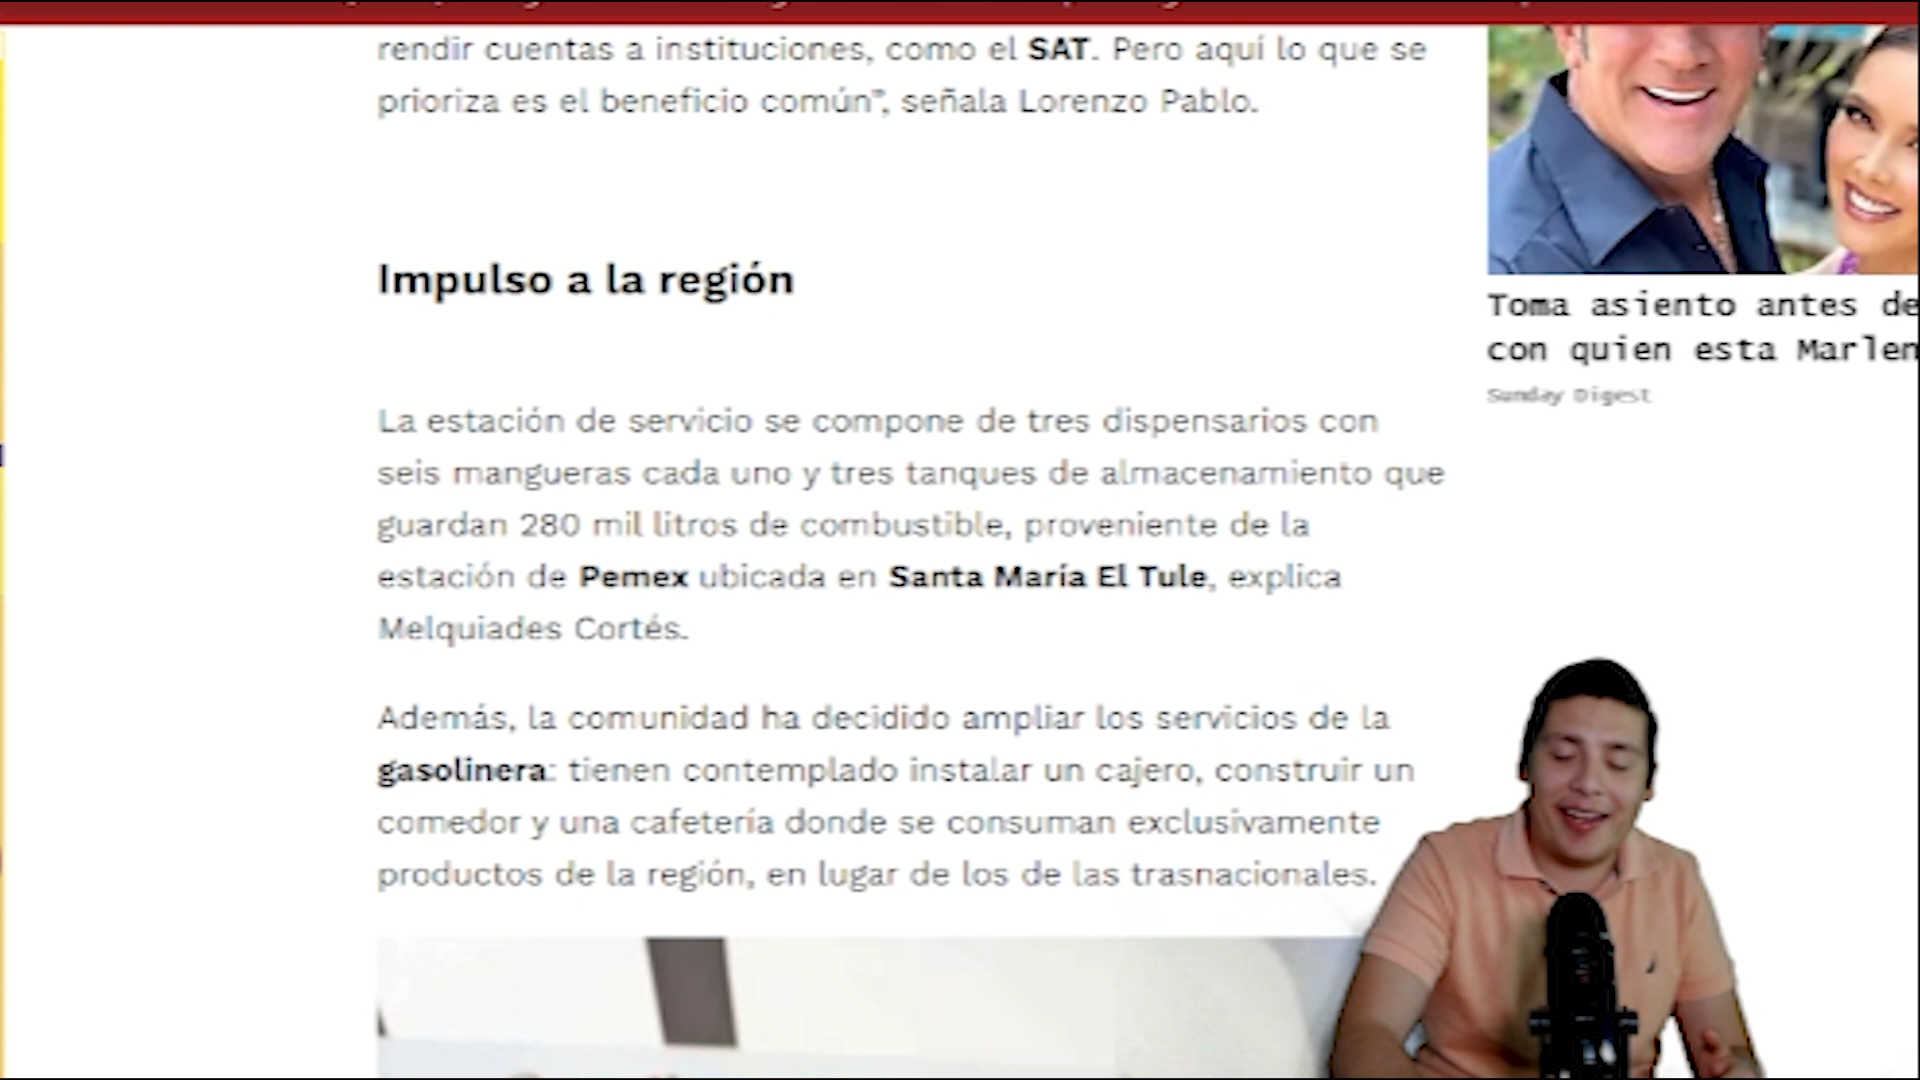 rendir cuentas a instituciones, como el SAT. Pero aquí lo que se
prioriza es el beneficio común”, señala Lorenzo Pablo.
Impulso a la región
La estación de servicio se compone de tres dispensarios con
seis mangueras cada uno y tres tanques de almacenamiento que
guardan 280 mil litros de combustible, proveniente de la
estación de Pemex ubicada en Santa María El Tule, explica
Melquiades Cortés.
Además, la comunidad ha decidido ampliar los servicios de la
gasolinera: tienen contemplado instalar un cajero, construir un
comedor y una cafetería donde se consuman exclusivamente
productos de la región, en lugar de los de las trasnacionales.
Toma asiento antes de
con quien esta Marlen
Sunday Digest